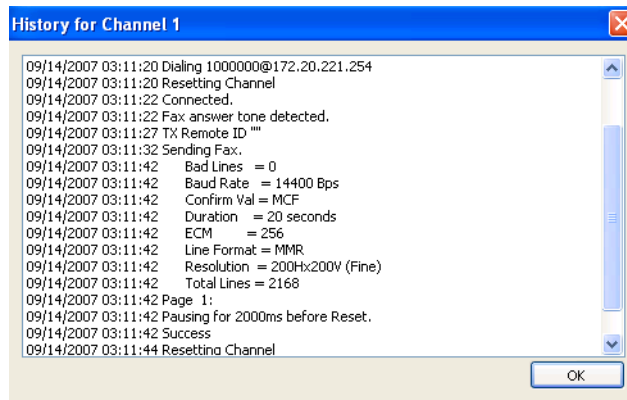 History for Channel 1
09/14/2007 03:11:20 Dialing 1000000@172.20.221.254
09/14/2007 03:11:20 Resetting Channel
09/14/2007 03:11:22 Connected.
09/14/2007 03:11:22 Fax answer tone detected.
09/14/2007 03:11:27 TX Remote ID ""
09/14/2007 03:11:32 Sending Fax.
09/14/2007 03:11:42 Bad Lines = 0
09/14/2007 03:11:42 Baud Rate = 14400 Bps
09/14/2007 03:11:42 Confirm Val = MCF
09/14/2007 03:11:42 Duration = 20 seconds
09/14/2007 03:11:42 ECM = 256
09/14/2007 03:11:42 Line Format = MMR
09/14/2007 03:11:42 Resolution = 200Hx200V (Fine)
09/14/2007 03:11:42 Total Lines = 2168
09/14/2007 03:11:42 Page 1:
09/14/2007 03:11:42 Pausing for 2000ms before Reset.
09/14/2007 03:11:42 Success
09/14/2007 03:11:44 Resetting Channel
OK